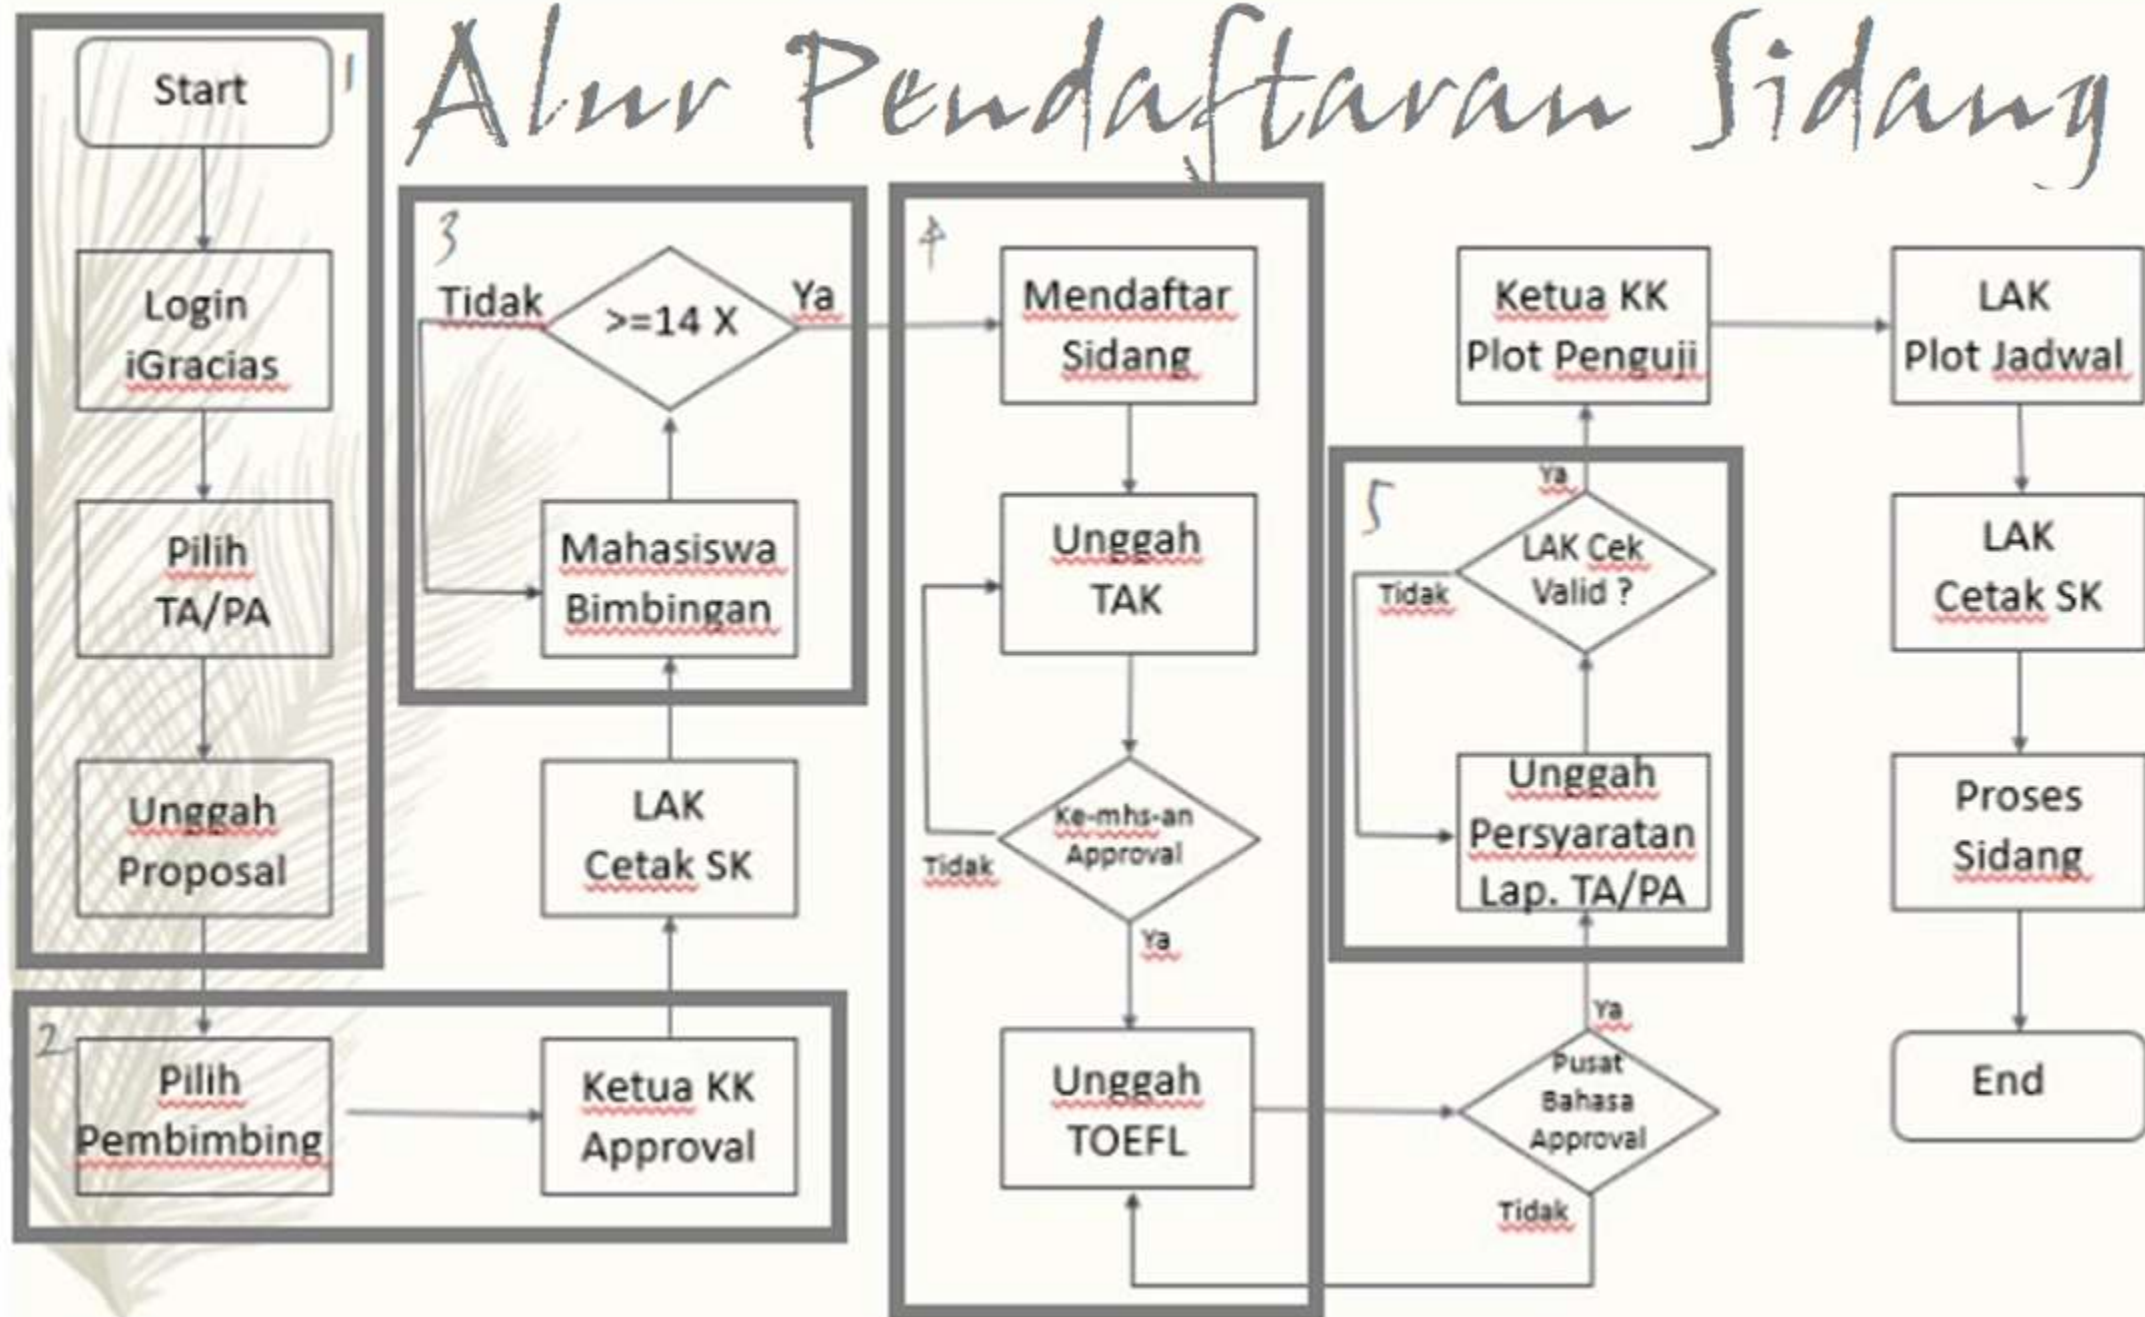 Alur Pendaftaran Sidang
1
Start
Login
iGracias
Pilih
TA/PA
Unggah
Proposal
2
Pilih
Pembimbing
Ketua KK
Approval
LAK
Cetak SK
3
Mahasiswa
Bimbingan
>=14 X
Tidak
Ya
4
Mendaftar
Sidang
Unggah
TAK
Ke-mhs-an
Approval
Tidak
Ya
Unggah
TOEFL
Pusat
Bahasa
Approval
Tidak
Ya
5
Unggah
Persyaratan
Lap. TA/PA
LAK Cek
Valid ?
Tidak
Ya
Ketua KK
Plot Penguji
LAK
Plot Jadwal
LAK
Cetak SK
Proses
Sidang
End